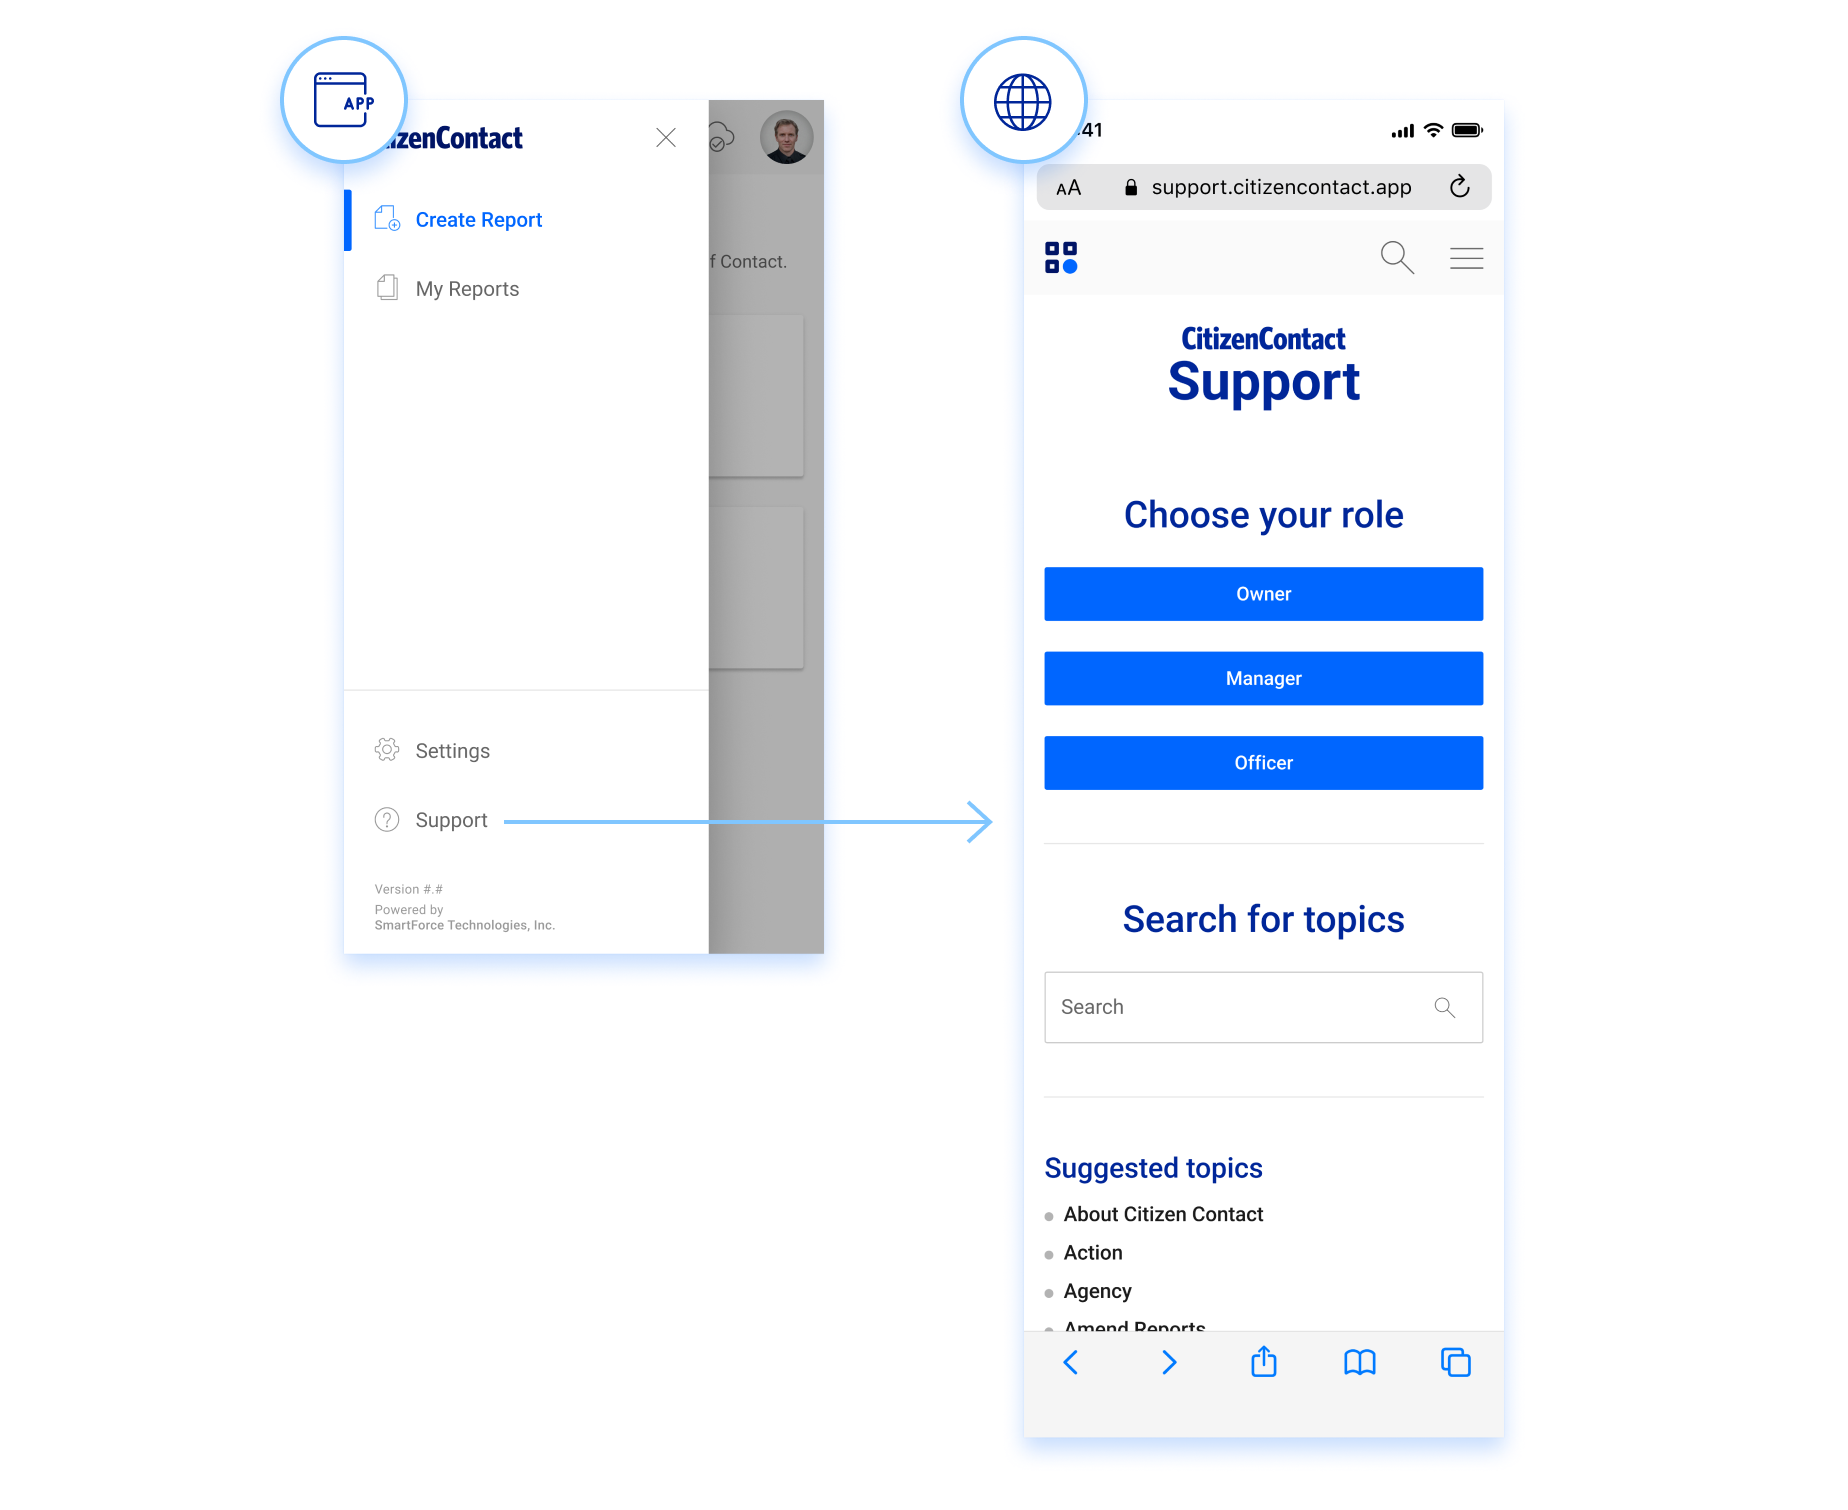 APP
izenContact
Create Report
My Reports
f Contact.
Settings
Support
Version #.#
Powered by
SmartForce Technologies, Inc.
41
AA
support.citizencontact.app
CitizenContact
Support
Choose your role
Owner
Manager
Officer
Search for topics
Search
Suggested topics
About Citizen Contact
Action
Agency
Amend Reports